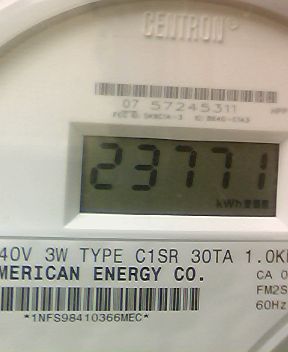 CENTRON®
07 57245311
23771
kWh
40V 3W TYPE C1SR 30TA 1.0K
MERICAN ENERGY CO.
CA 0
FM2S
60Hz
*1NFS98410366MEC*